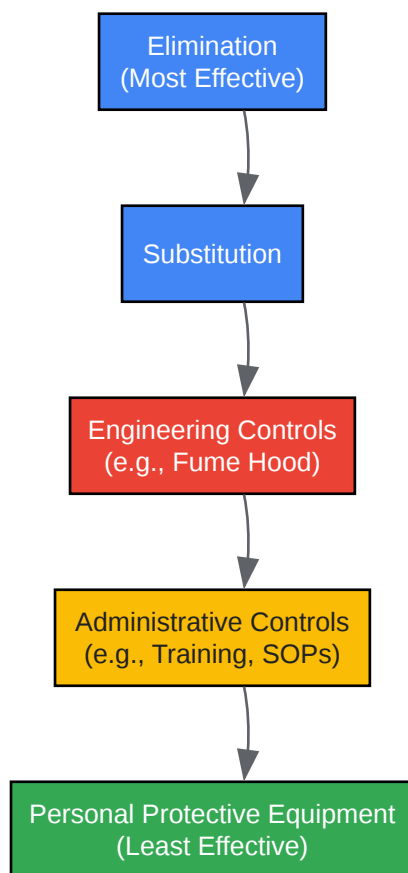 Elimination
(Most Effective)
Substitution
Engineering Controls
(e.g., Fume Hood)
Administrative Controls
(e.g., Training, SOPs)
Personal Protective Equipment
(Least Effective)